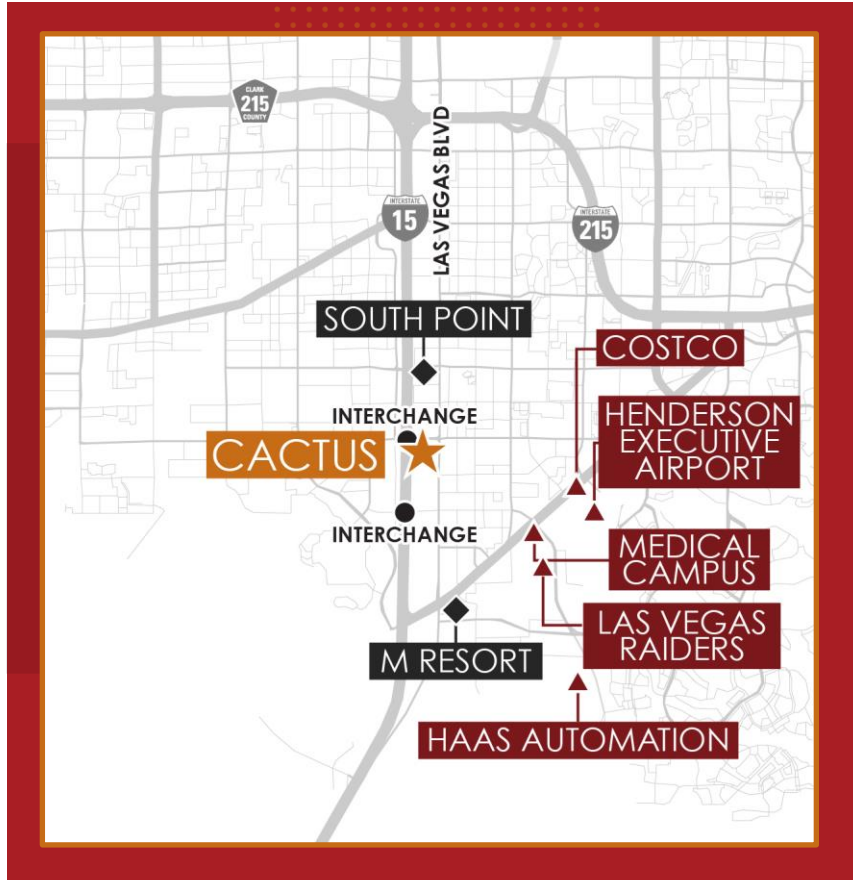 CLARK
215
COUNTY
LAS VEGAS BLVD
INTERSTATE
15
INTERSTATE
215
SOUTH POINT
COSTCO
INTERCHANGE
CACTUS
HENDERSON
EXECUTIVE
AIRPORT
INTERCHANGE
MEDICAL
CAMPUS
LAS VEGAS
RAIDERS
M RESORT
HAAS AUTOMATION